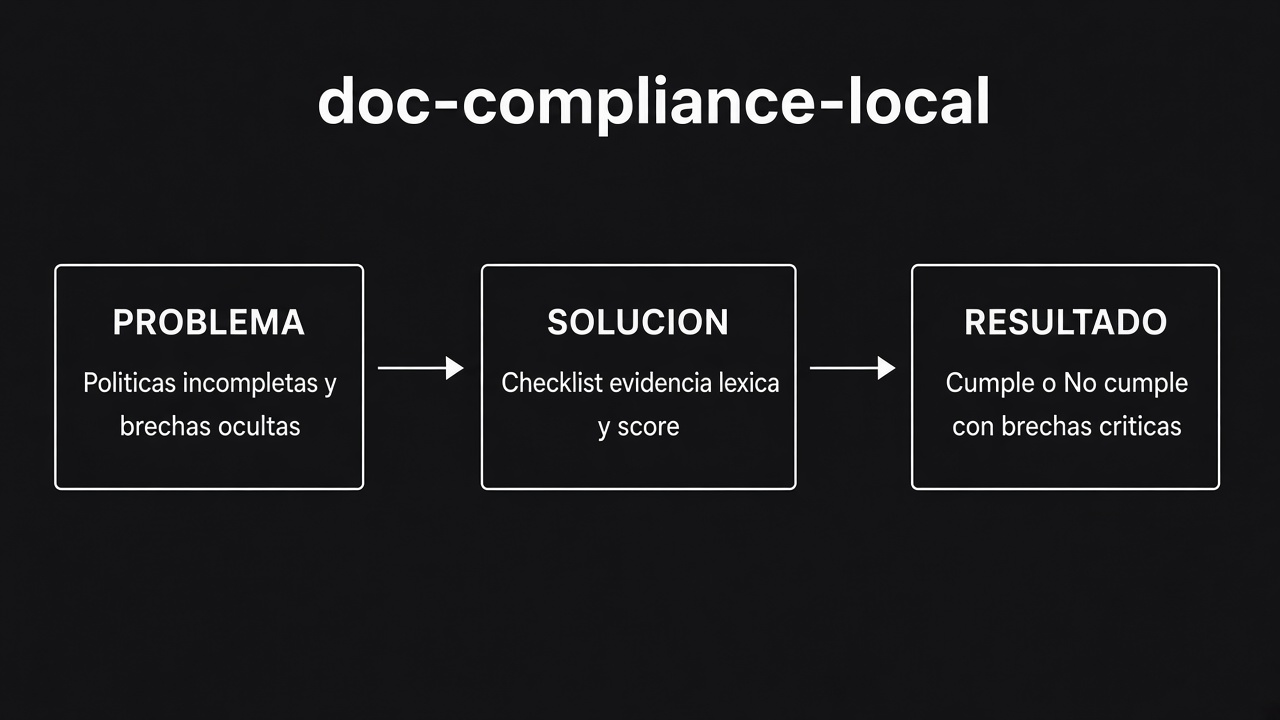 doc-compliance-local
PROBLEMA
Politicas incompletas y
brechas ocultas
SOLUCION
Checklist evidencia lexica
y score
RESULTADO
Cumple o No cumple
con brechas criticas